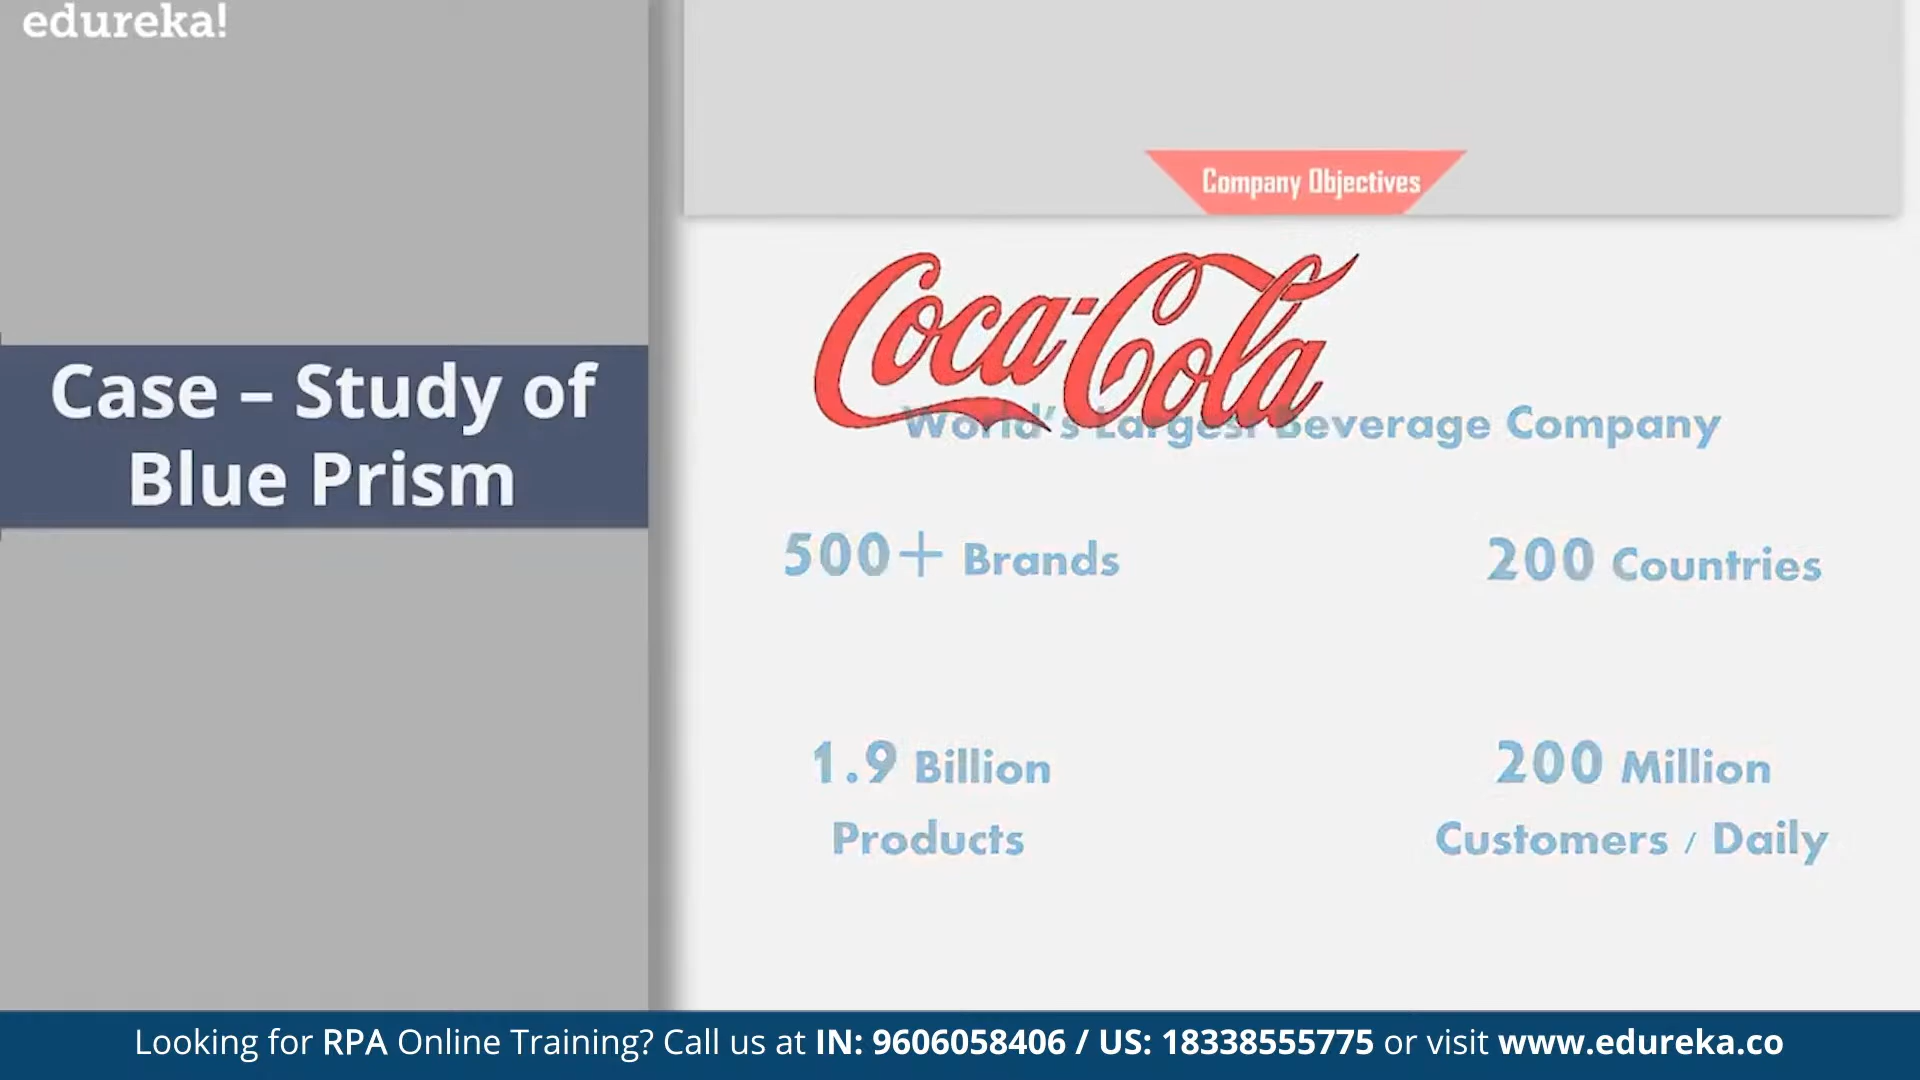 edureka!
Case – Study of
Blue Prism
Company Objectives
Coca-Cola
World's Largest Beverage Company
500+ Brands
200 Countries
1.9 Billion
Products
200 Million
Customers / Daily
Looking for RPA Online Training? Call us at IN: 9606058406 / US: 18338555775 or visit www.edureka.co